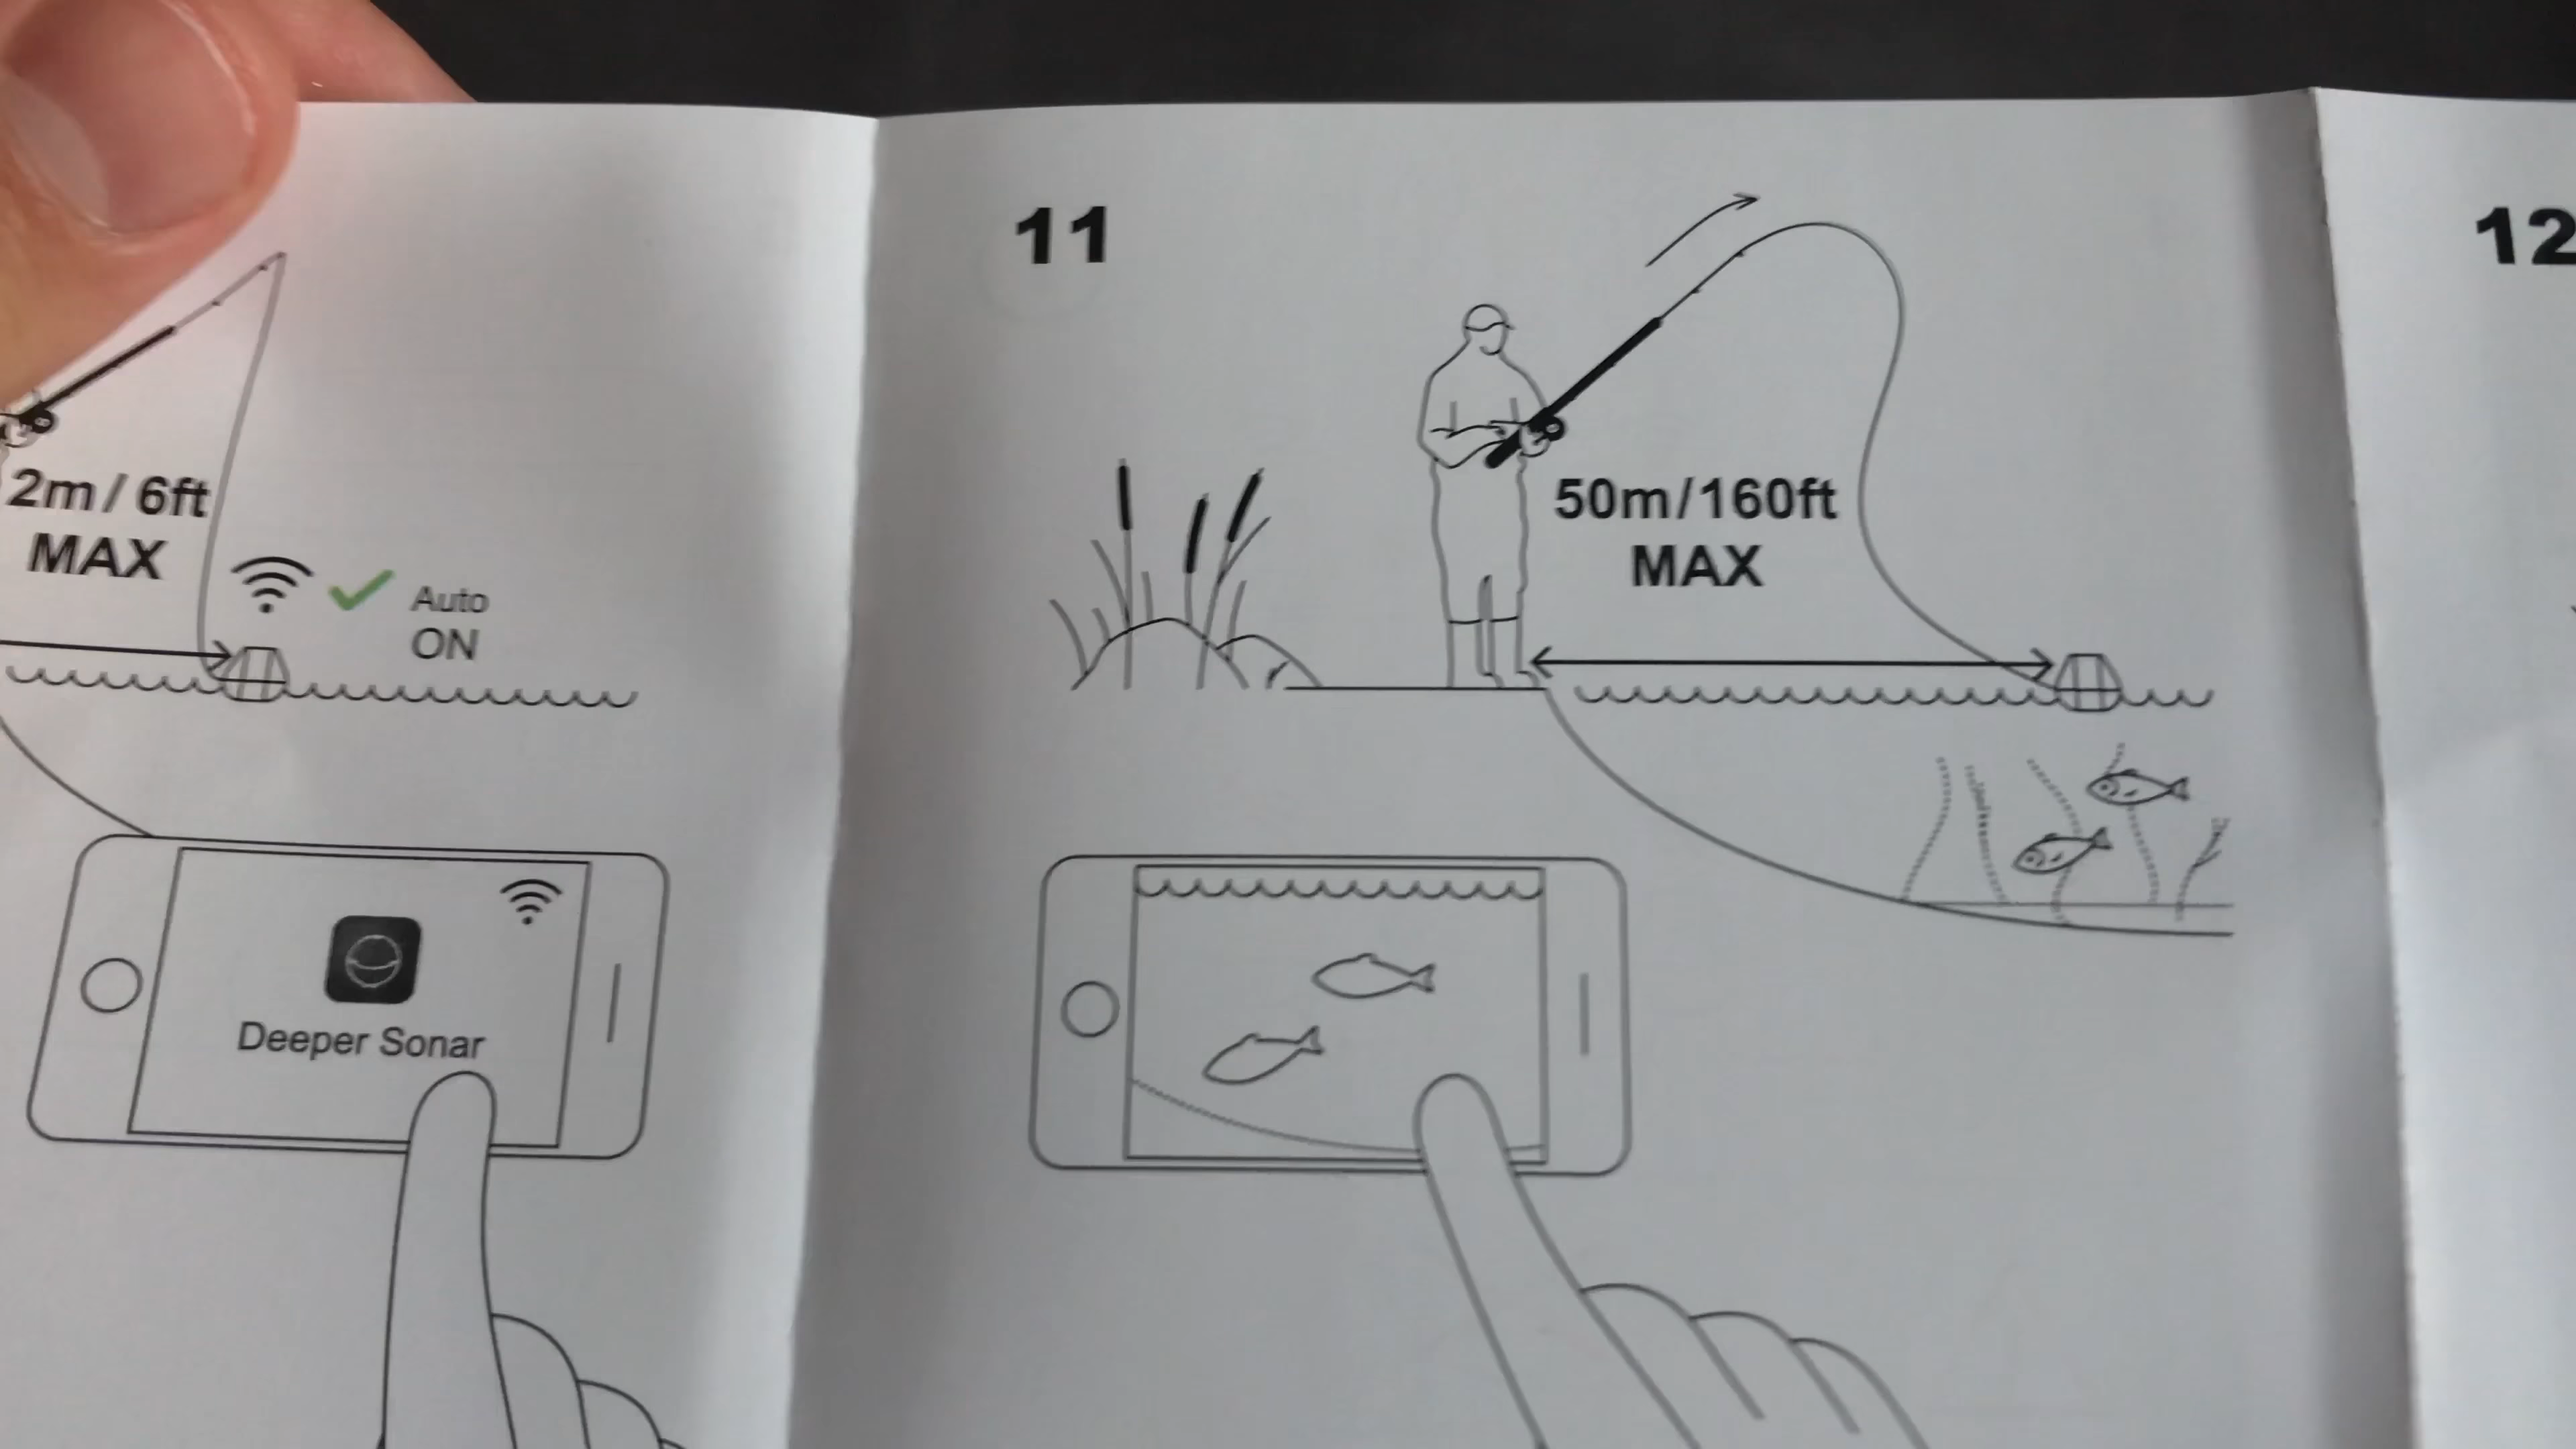 2m / 6ft
MAX
Auto
ON
Deeper Sonar
11
50m/160ft
MAX
12